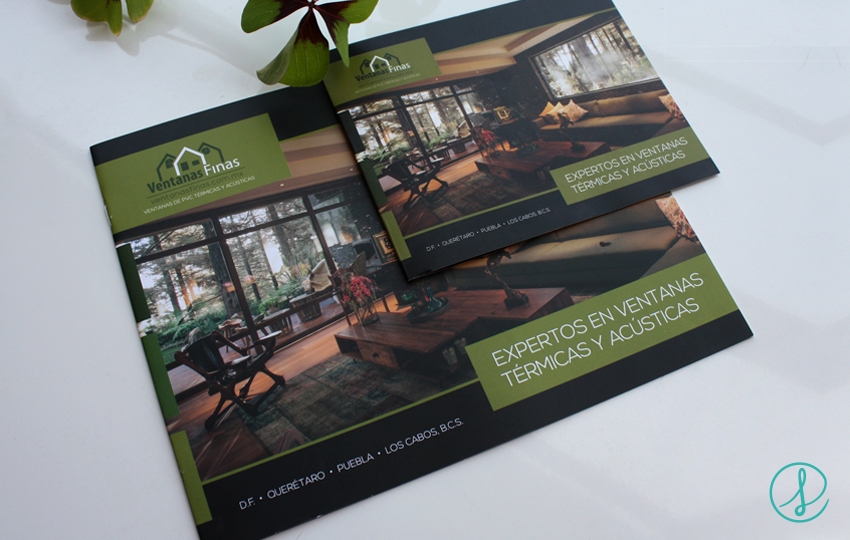 Ventanas Finas
VENTANAS DE PVC TÉRMICAS Y ACÚSTICAS
EXPERTOS EN VENTANAS
TÉRMICAS Y ACÚSTICAS
D.F. • QUERÉTARO • PUEBLA • LOS CABOS, B.C.S.
Ventanas Finas
EXPERTOS EN VENTANAS
TÉRMICAS Y ACÚSTICAS
D.F. • QUERÉTARO • PUEBLA • LOS CABOS, B.C.S.